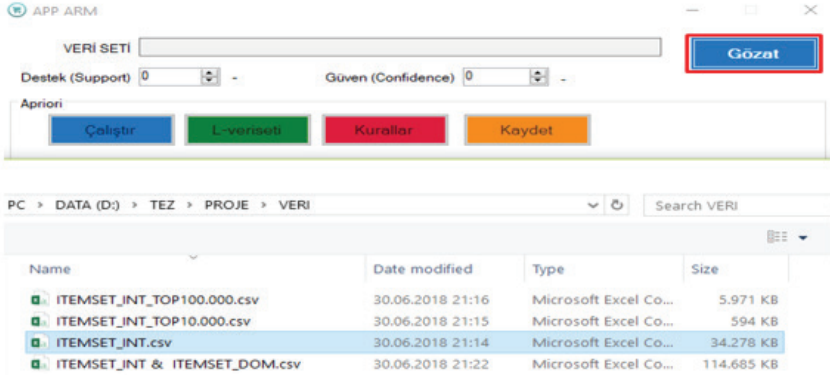 APP ARM
VERİ SETİ
Gözat
Destek (Support) 0 - Güven (Confidence) 0 -
Apriori
Çalıştır L-veriseti Kurallar Kaydet
PC > DATA (D:) > TEZ > PROJE > VERI Search VERI
Name Date modified Type Size
ITEMSET_INT_TOP100.000.csv 30.06.2018 21:16 Microsoft Excel Co... 5.971 KB
ITEMSET_INT_TOP10.000.csv 30.06.2018 21:15 Microsoft Excel Co... 594 KB
ITEMSET_INT.csv 30.06.2018 21:14 Microsoft Excel Co... 34.278 KB
ITEMSET_INT & ITEMSET_DOM.csv 30.06.2018 21:22 Microsoft Excel Co... 114.685 KB